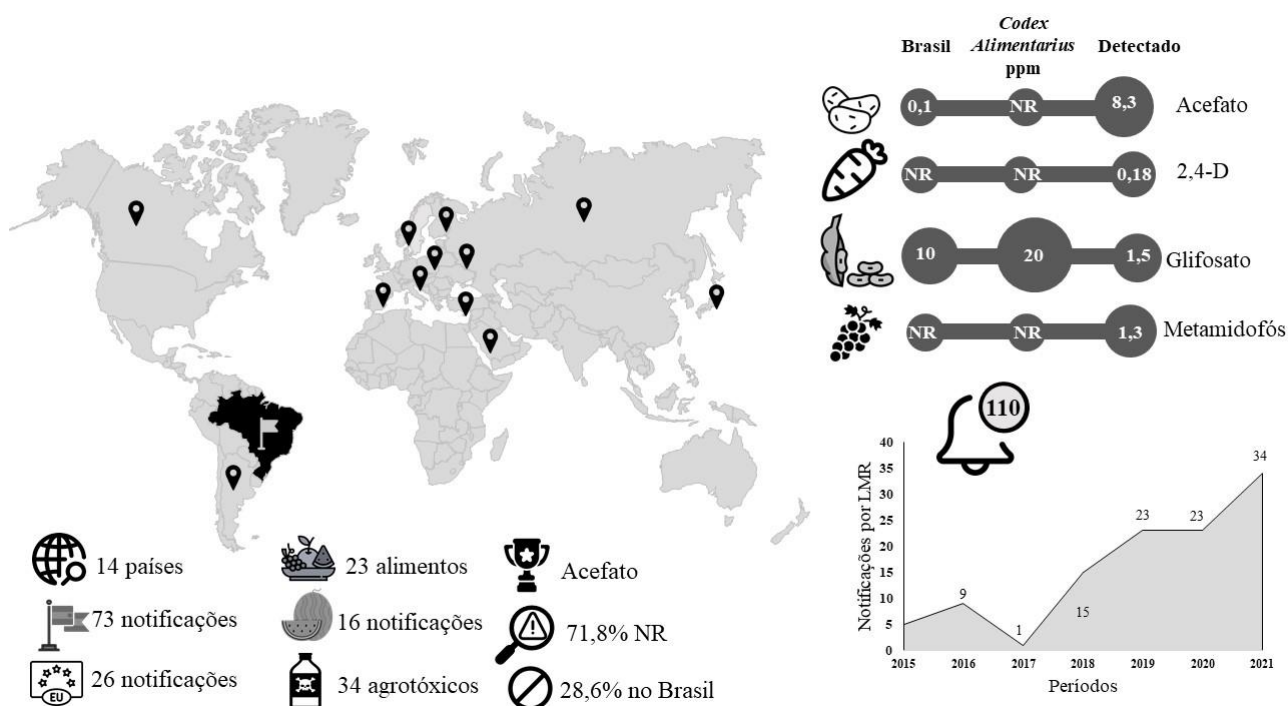 Brasil
Codex
Alimentarius
ppm
Detectado
0,1
NR
8,3
Acefato
NR
NR
0,18
2,4-D
10
20
1,5
Glifosato
NR
NR
1,3
Metamidofós
110
14 países
73 notificações
EU
26 notificações
23 alimentos
16 notificações
34 agrotóxicos
Acefato
71,8% NR
28,6% no Brasil
Notificações por LMR
40
35
30
25
20
15
10
5
0
9
1
15
23
23
34
2015
2016
2017
2018
2019
2020
2021
Períodos